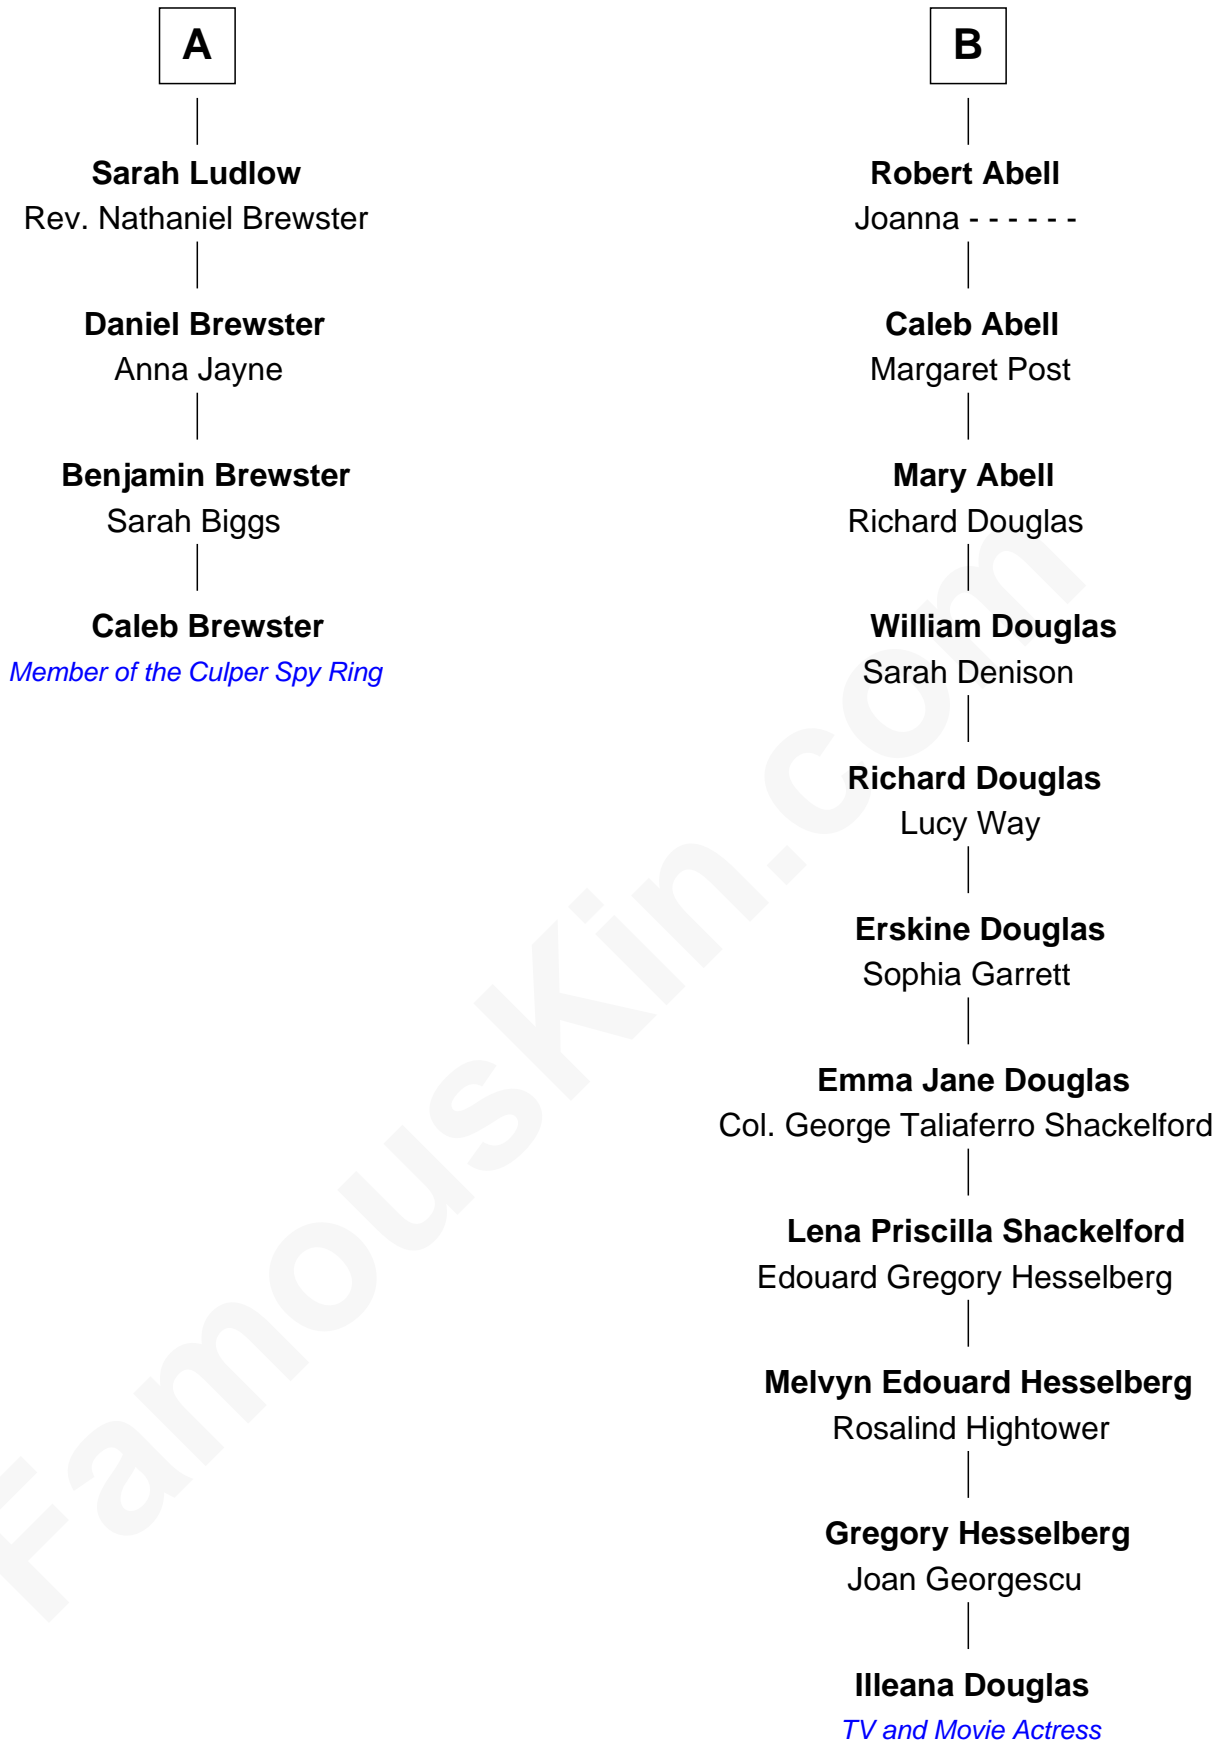 A
Sarah Ludlow
Rev. Nathaniel Brewster
Daniel Brewster
Anna Jayne
Benjamin Brewster
Sarah Biggs
Caleb Brewster
Member of the Culper Spy Ring
B
Robert Abell
Joanna - - - - - -
Caleb Abell
Margaret Post
Mary Abell
Richard Douglas
William Douglas
Sarah Denison
Richard Douglas
Lucy Way
Erskine Douglas
Sophia Garrett
Emma Jane Douglas
Col. George Taliaferro Shackelford
Lena Priscilla Shackelford
Edouard Gregory Hesselberg
Melvyn Edouard Hesselberg
Rosalind Hightower
Gregory Hesselberg
Joan Georgescu
Illeana Douglas
TV and Movie Actress
FamousKin.com